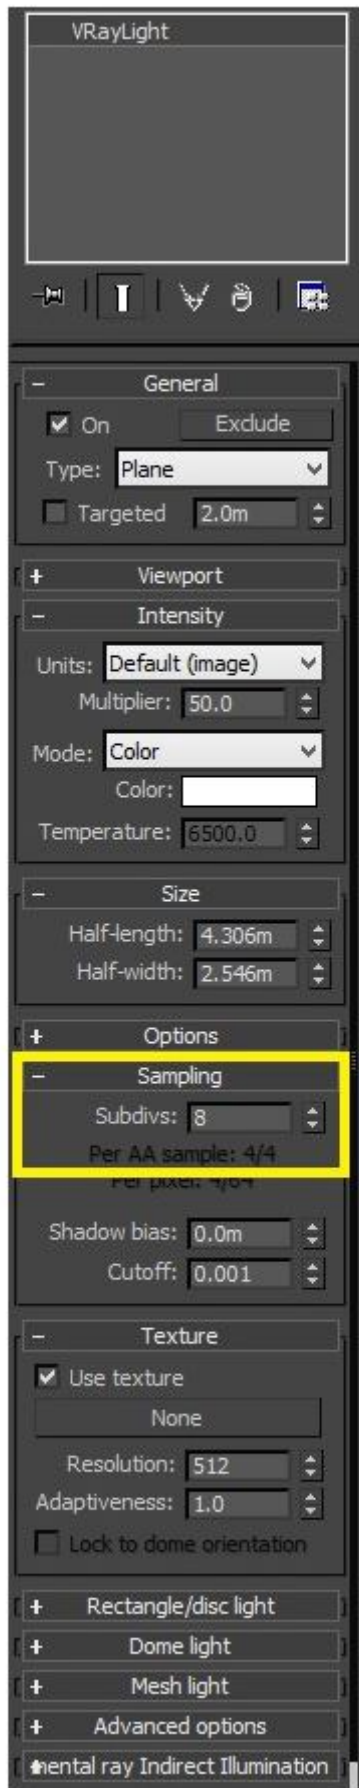 VRayLight
General
On Exclude
Type: Plane
Targeted 2.0m
Viewport
Intensity
Units: Default (image)
Multiplier: 50.0
Mode: Color
Color:
Temperature: 6500.0
Size
Half-length: 4.306m
Half-width: 2.546m
Options
Sampling
Subdivs: 8
Per AA sample: 4/4
Per pixel: 4/64
Shadow bias: 0.0m
Cutoff: 0.001
Texture
Use texture
None
Resolution: 512
Adaptiveness: 1.0
Lock to dome orientation
Rectangle/disc light
Dome light
Mesh light
Advanced options
mental ray Indirect Illumination